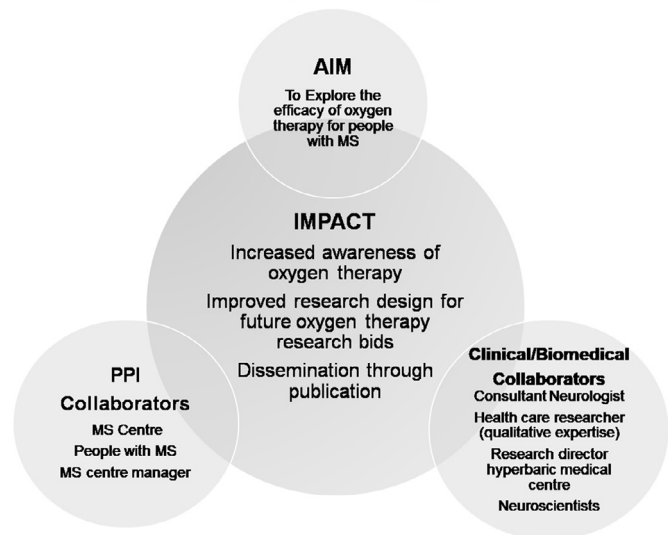 AIM
To Explore the
efficacy of oxygen
therapy for people
with MS
IMPACT
Increased awareness of
oxygen therapy
Improved research design for
future oxygen therapy
research bids
Dissemination through
publication
PPI
Collaborators
MS Centre
People with MS
MS centre manager
Clinical/Biomedical
Collaborators
Consultant Neurologist
Health care researcher
(qualitative expertise)
Research director
hyperbaric medical
centre
Neuroscientists